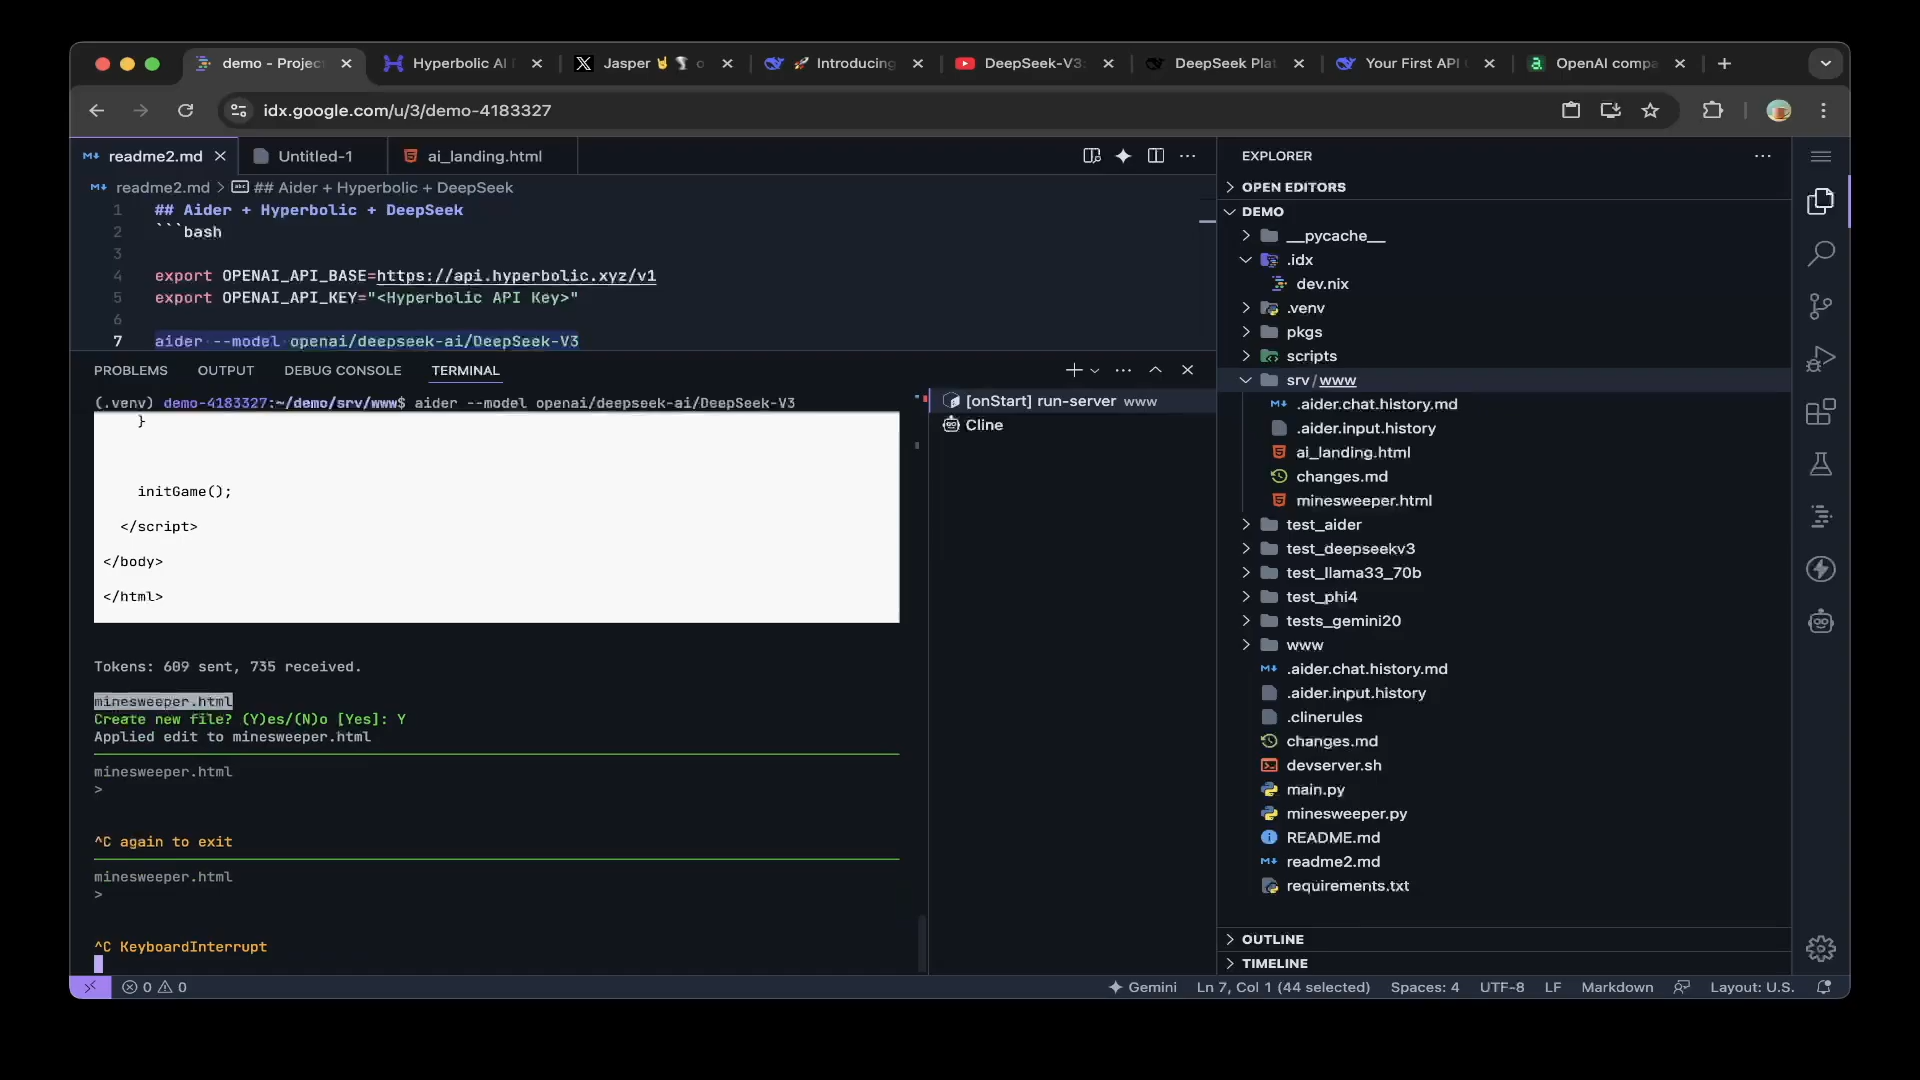 demo - Projec
Hyperbolic AI
Jasper
Introducing
DeepSeek-V3
DeepSeek Plat
Your First API
OpenAI compa
idx.google.com/u/3/demo-4183327
readme2.md
Untitled-1
ai_landing.html
readme2.md > ## Aider + Hyperbolic + DeepSeek
1 ## Aider + Hyperbolic + DeepSeek
2 ```bash
3
4 export OPENAI_API_BASE=https://api.hyperbolic.xyz/v1
5 export OPENAI_API_KEY="<Hyperbolic API Key>"
6
7 aider --model openai/deepseek-ai/DeepSeek-V3
PROBLEMS OUTPUT DEBUG CONSOLE TERMINAL
(.venv) demo-4183327:~/demo/srv/www$ aider --model openai/deepseek-ai/DeepSeek-V3
}
initGame();
</script>
</body>
</html>
Tokens: 609 sent, 735 received.
minesweeper.html
Create new file? (Y)es/(N)o [Yes]: Y
Applied edit to minesweeper.html
minesweeper.html
>
^C again to exit
minesweeper.html
>
^C KeyboardInterrupt
[onStart] run-server www
Cline
EXPLORER
OPEN EDITORS
DEMO
__pycache__
.idx
dev.nix
.venv
pkgs
scripts
srv/www
.aider.chat.history.md
.aider.input.history
ai_landing.html
changes.md
minesweeper.html
test_aider
test_deepseekv3
test_llama33_70b
test_phi4
tests_gemini20
www
.aider.chat.history.md
.aider.input.history
.clinerules
changes.md
devserver.sh
main.py
minesweeper.py
README.md
readme2.md
requirements.txt
OUTLINE
TIMELINE
0 0
Gemini
Ln 7, Col 1 (44 selected)
Spaces: 4
UTF-8
LF
Markdown
Layout: U.S.